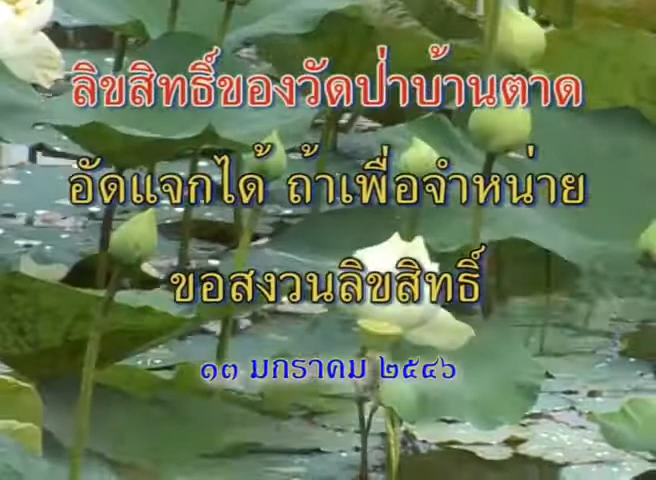 ลิขสิทธิ์ของวัดป่าบ้านตาด
อัดแจกได้ ถ้าเพื่อจำหน่าย
ขอสงวนลิขสิทธิ์
๑๓ มกราคม ๒๕๔๖